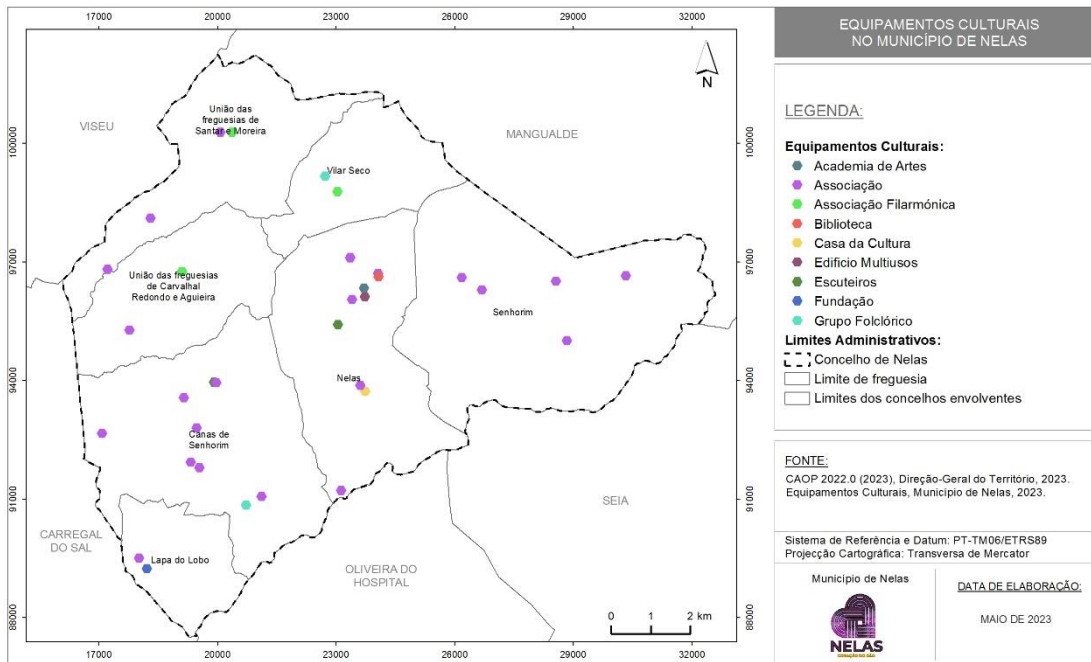 17000 20000 23000 26000 29000 32000
100000
97000
94000
91000
88000
VISEU
MANGUALDE
SEIA
OLIVEIRA DO
HOSPITAL
CARREGAL
DO SAL
União das
freguesias de
Santar e Moreira
Vilar Seco
União das freguesias
de Carvalhal
Redondo e Aguieira
Senhorim
Nelas
Canas de
Senhorim
Lapa do Lobo
N
0 1 2 km
100000
97000
94000
91000
88000
17000 20000 23000 26000 29000 32000
EQUIPAMENTOS CULTURAIS
NO MUNICÍPIO DE NELAS
LEGENDA:
Equipamentos Culturais:
Academia de Artes
Associação
Associação Filarmónica
Biblioteca
Casa da Cultura
Edificio Multiusos
Escuteiros
Fundação
Grupo Folclórico
Limites Administrativos:
Concelho de Nelas
Limite de freguesia
Limites dos concelhos envolventes
FONTE:
CAOP 2022.0 (2023), Direção-Geral do Território, 2023.
Equipamentos Culturais, Municipio de Nelas, 2023.
Sistema de Referência e Datum: PT-TM06/ETRS89
Projecção Cartográfica: Transversa de Mercator
Municipio de Nelas
NELAS
CORAÇÃO DO DÃO
DATA DE ELABORAÇÃO:
MAIO DE 2023